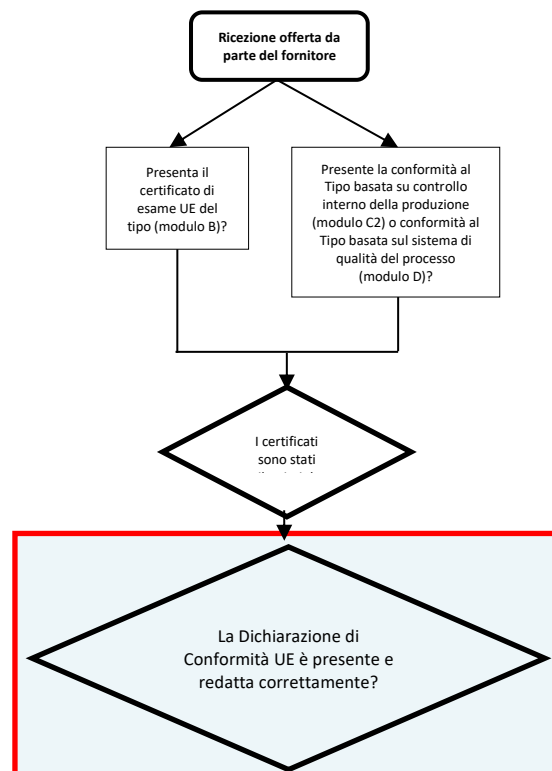 Ricezione offerta da
parte del fornitore
Presenta il
certificato di
esame UE del
tipo (modulo B)?
Presente la conformità al
Tipo basata su controllo
interno della produzione
(modulo C2) o conformità al
Tipo basata sul sistema di
qualità del processo
(modulo D)?
I certificati
sono stati
La Dichiarazione di
Conformità UE è presente e
redatta correttamente?